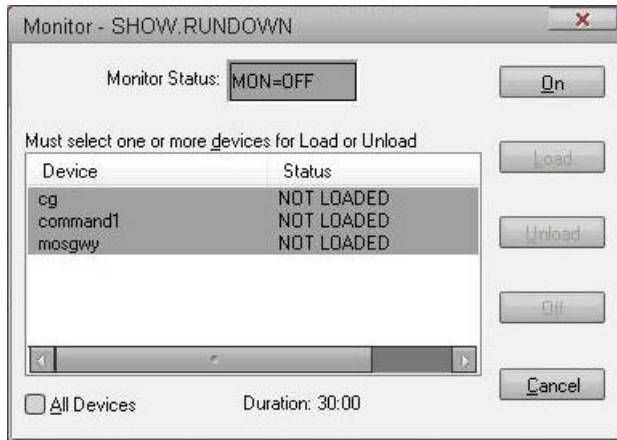 Monitor - SHOW.RUNDOWN
Monitor Status: MON=OFF
On
Must select one or more devices for Load or Unload
Load
Device Status
cg NOT LOADED
command1 NOT LOADED
mosgwy NOT LOADED
Unload
Off
Cancel
All Devices Duration: 30:00